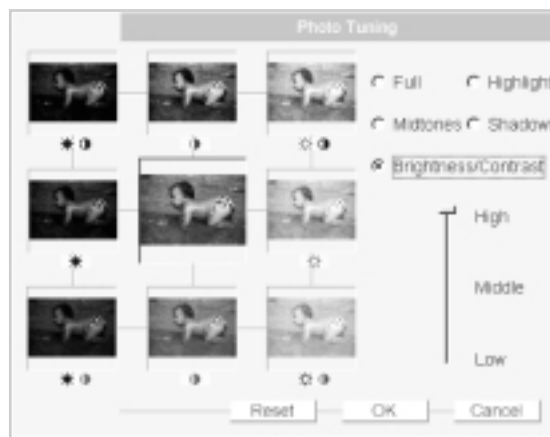 Photo Tuning
Full Highlight
Midtones Shadow
Brightness/Contrast
High
Middle
Low
Reset OK Cancel